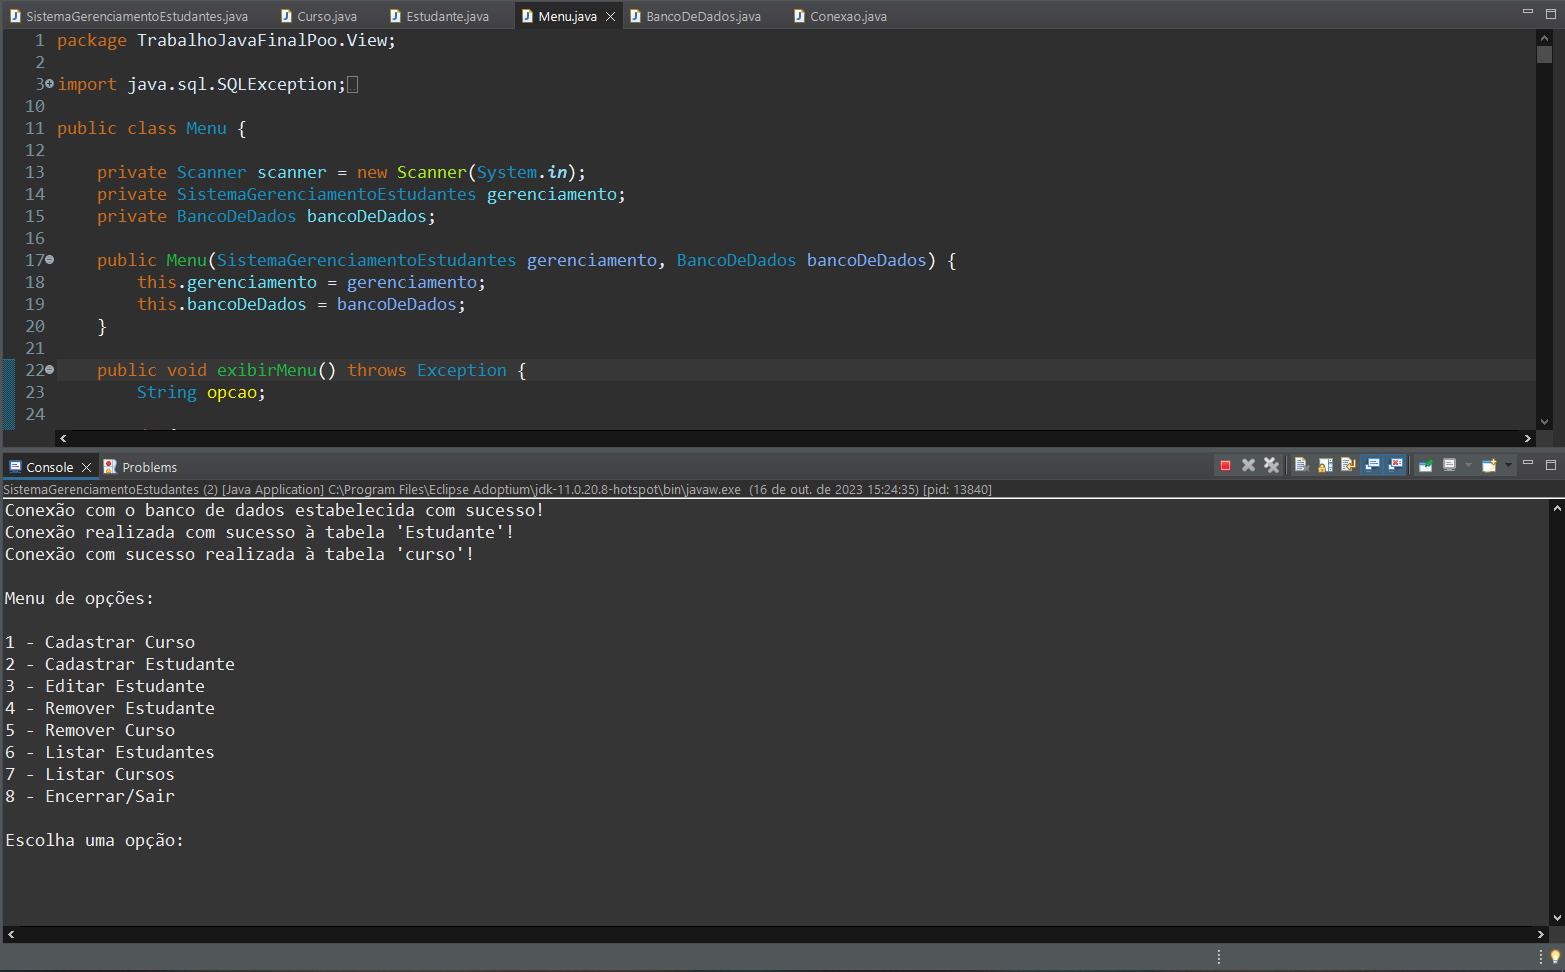 SistemaGerenciamentoEstudantes.java Curso.java Estudante.java Menu.java BancoDeDados.java Conexao.java
1 package TrabalhoJavaFinalPoo.View;
2
3 import java.sql.SQLException;
10
11 public class Menu {
12
13 private Scanner scanner = new Scanner(System.in);
14 private SistemaGerenciamentoEstudantes gerenciamento;
15 private BancoDeDados bancoDeDados;
16
17 public Menu(SistemaGerenciamentoEstudantes gerenciamento, BancoDeDados bancoDeDados) {
18 this.gerenciamento = gerenciamento;
19 this.bancoDeDados = bancoDeDados;
20 }
21
22 public void exibirMenu() throws Exception {
23 String opcao;
24
Console Problems
SistemaGerenciamentoEstudantes (2) [Java Application] C:\Program Files\Eclipse Adoptium\jdk-11.0.20.8-hotspot\bin\javaw.exe (16 de out. de 2023 15:24:35) [pid: 13840]
Conexão com o banco de dados estabelecida com sucesso!
Conexão realizada com sucesso à tabela 'Estudante'!
Conexão com sucesso realizada à tabela 'curso'!
Menu de opções:
1 - Cadastrar Curso
2 - Cadastrar Estudante
3 - Editar Estudante
4 - Remover Estudante
5 - Remover Curso
6 - Listar Estudantes
7 - Listar Cursos
8 - Encerrar/Sair
Escolha uma opção: